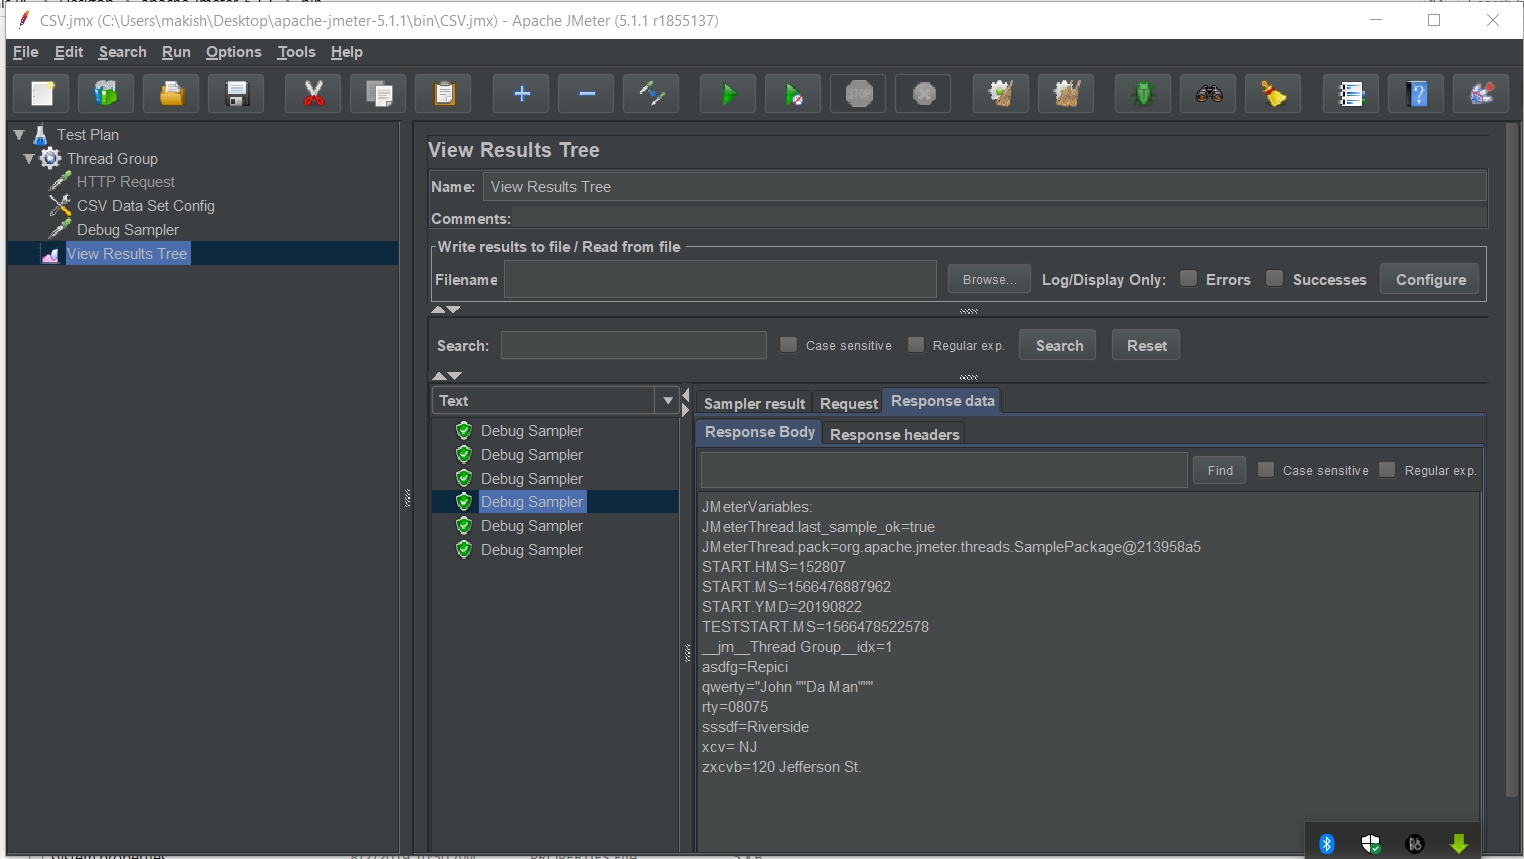 CSV.jmx (C:\Users\makish\Desktop\apache-jmeter-5.1.1\bin\CSV.jmx) - Apache JMeter (5.1.1 r1855137)
File Edit Search Run Options Tools Help
STOP
Test Plan
Thread Group
HTTP Request
CSV Data Set Config
Debug Sampler
View Results Tree
View Results Tree
Name: View Results Tree
Comments:
Write results to file / Read from file
Filename Browse... Log/Display Only: Errors Successes Configure
Search: Case sensitive Regular exp. Search Reset
Text
Debug Sampler
Debug Sampler
Debug Sampler
Debug Sampler
Debug Sampler
Debug Sampler
Sampler result Request Response data
Response Body Response headers
Find Case sensitive Regular exp.
JMeterVariables:
JMeterThread.last_sample_ok=true
JMeterThread.pack=org.apache.jmeter.threads.SamplePackage@213958a5
START.HMS=152807
START.MS=1566476887962
START.YMD=20190822
TESTSTART.MS=1566478522578
__jm__Thread Group__idx=1
asdfg=Repici
qwerty="John ""Da Man"""
rty=08075
sssdf=Riverside
xcv= NJ
zxcvb=120 Jefferson St.